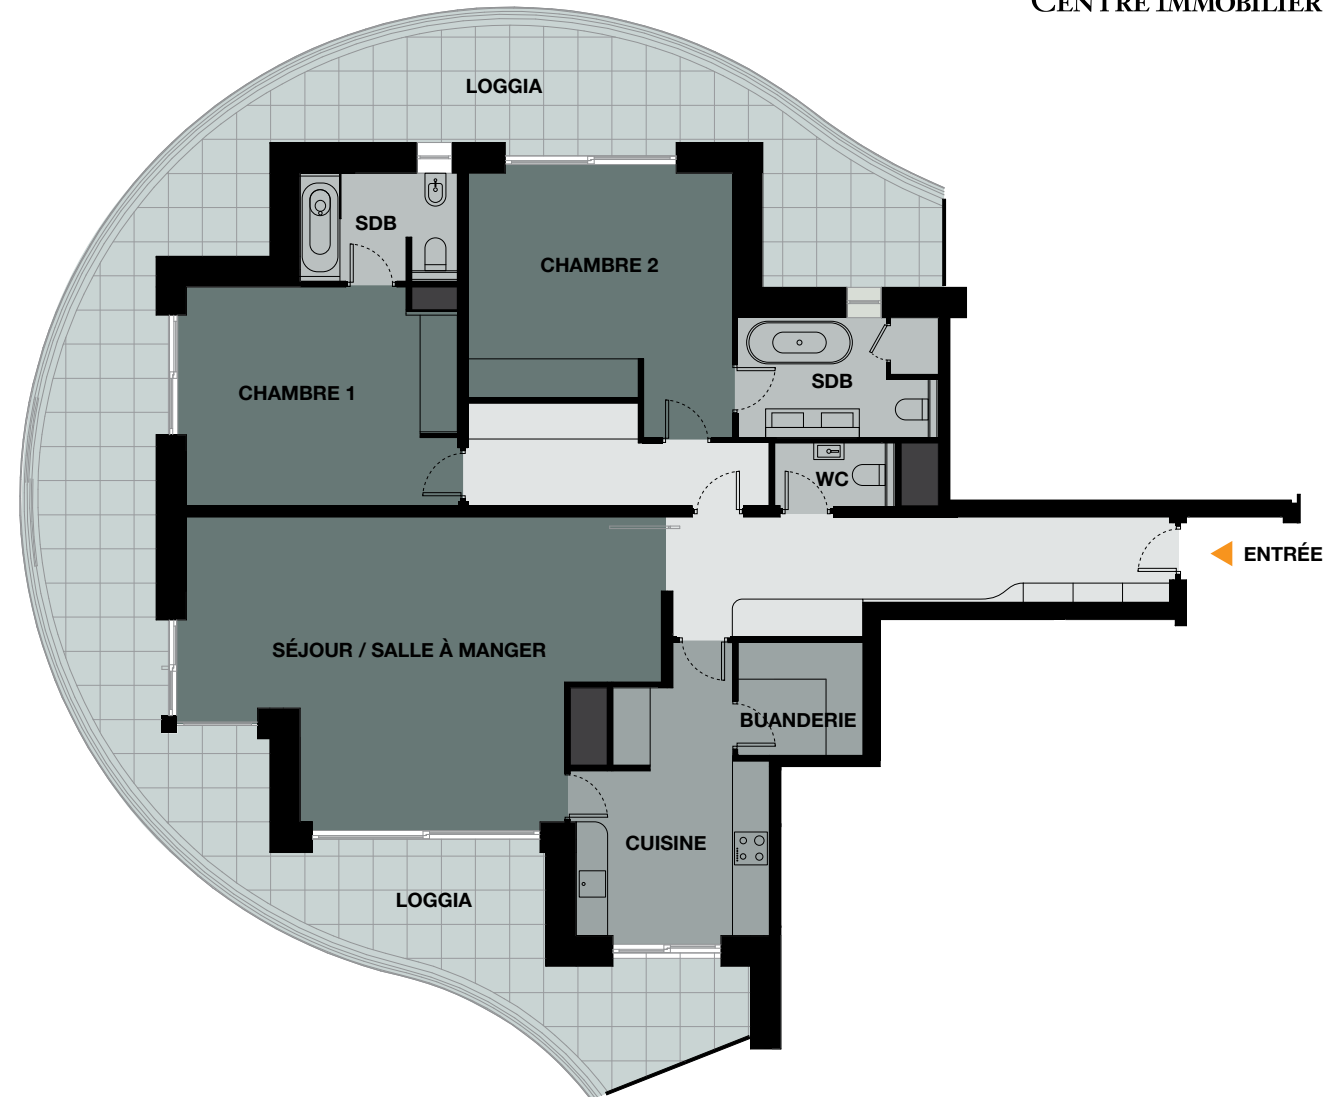 CENTRE IMMOBILIER
LOGGIA
SDB
CHAMBRE 2
SDB
CHAMBRE 1
WC
ENTRÉE
SÉJOUR / SALLE À MANGER
BUANDERIE
CUISINE
LOGGIA